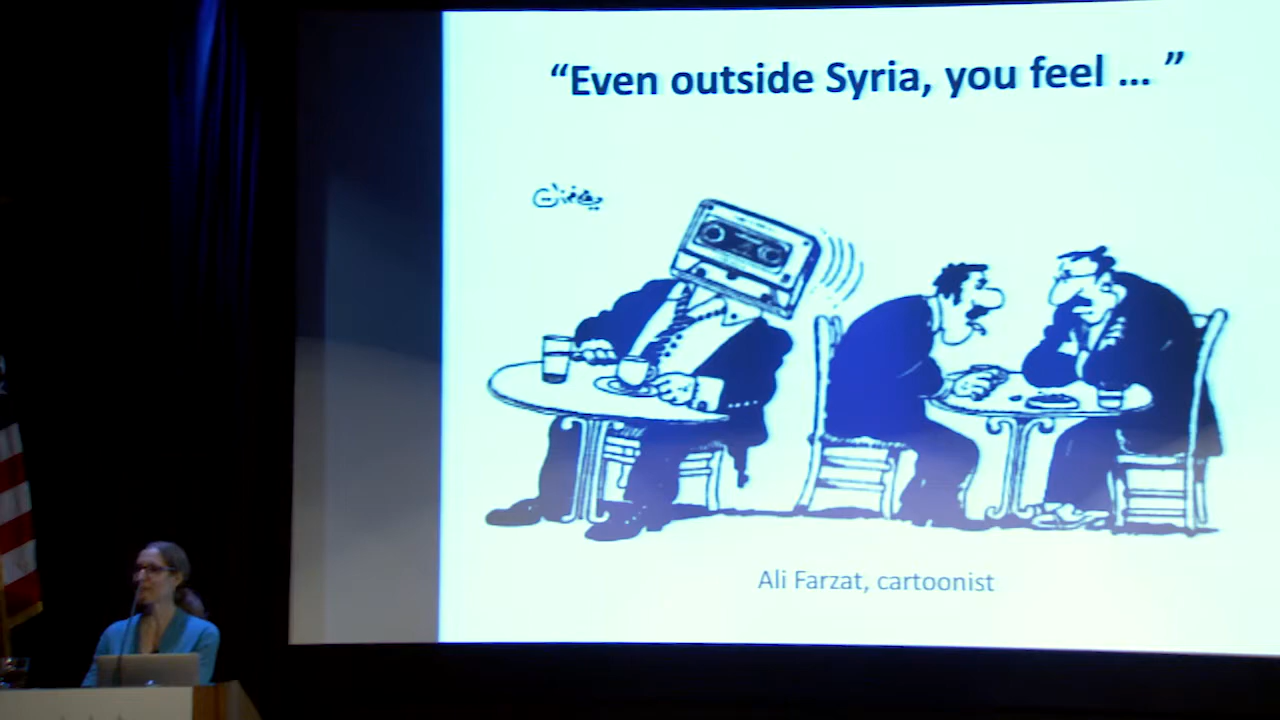 “Even outside Syria, you feel ... ”
Ali Farzat, cartoonist